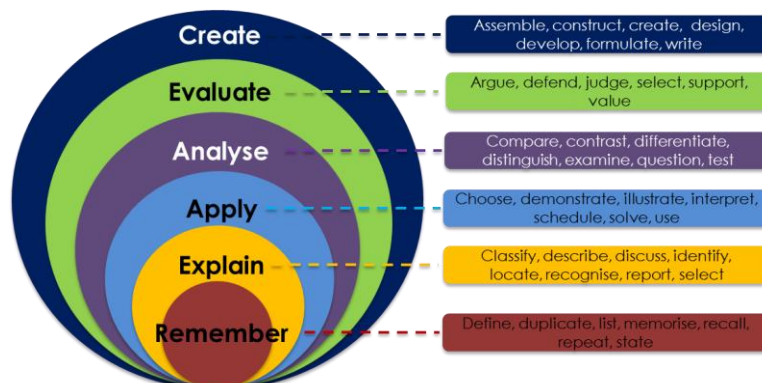 Create
Assemble, construct, create, design,
develop, formulate, write
Evaluate
Argue, defend, judge, select, support,
value
Analyse
Compare, contrast, differentiate,
distinguish, examine, question, test
Apply
Choose, demonstrate, illustrate, interpret,
schedule, solve, use
Explain
Classify, describe, discuss, identify,
locate, recognise, report, select
Remember
Define, duplicate, list, memorise, recall,
repeat, state